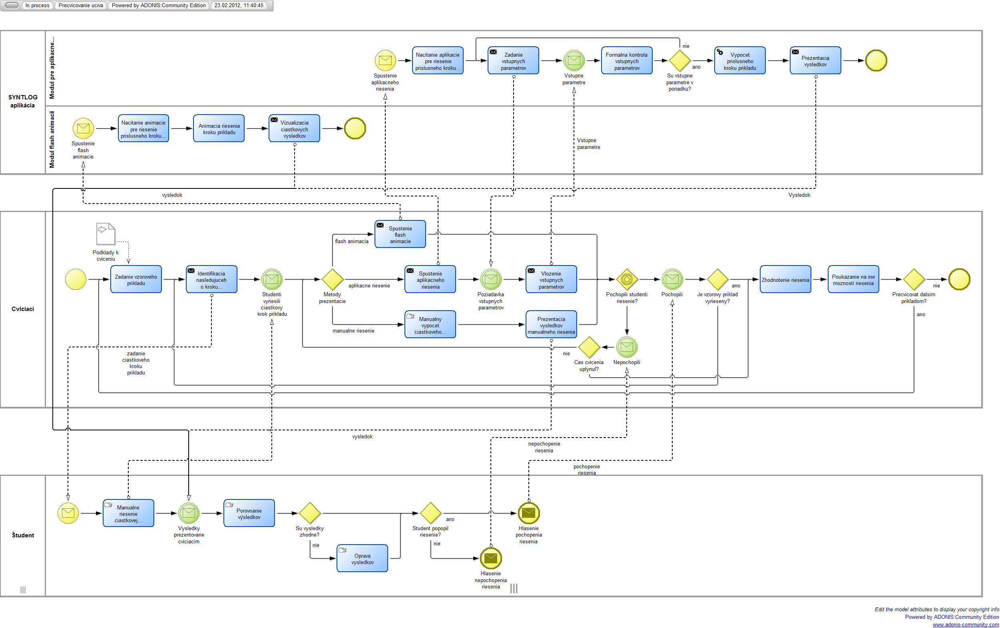 In process
Precvicovanie uciva
Powered by ADONIS:Community Edition
23.02.2012, 11:40:45
SYNTLOG
aplikácia
Modul pre aplikacne...
Spustenie
aplikacneho
riesenia
Nacitanie aplikacie
pre riesenie
prislusneho kroku...
Zadanie
vstupnych
parametrov
Vstupne
parametre
Formalna kontrola
vstupnych
parametrov
nie
ano
Su vstupne
parametre v
poriadku?
Vypocet
prislusneho
kroku prikladu
Prezentacia
vysledkov
Modul flash animacii
Spustenie
flash
animacie
Nacitanie animacie
pre riesenie
prislusneho kroku...
Animacia riesenia
kroku prikladu
Vizualizacia
ciastkovych
vysledkov
Vstupne
parametre
vysledok
Vysledok
Cviciaci
Podklady k
cviceniu
Zadanie vzoroveho
prikladu
Identifikacia
nasledujuceh
o kroku...
Studenti
vyriesili
ciastkovy
krok prikladu
Metody
prezentacie
flash animacia
aplikacne riesenie
manualne riesenie
Spustenie
flash
animacie
Spustenie
aplikacneho
riesenia
Poziadavka
vstupnych
parametrov
Vlozenie
vstupnych
parametrov
Manualny
vypocet
ciastkoveho...
Prezentacia
vysledkov
manualneho riesenia
Pochopili studenti
riesenie?
Pochopili
Je vzorovy priklad
vyrieseny?
ano
Zhodnotenie riesenia
Poukazanie na ine
moznosti riesenia
Precvicovat dalsim
prikladom?
nie
ano
nie
Cas cvicenia
uplynul?
Nepochopili
zadanie
ciastkoveho
kroku
prikladu
vysledok
nepochopenie
riesenia
pochopenie
riesenia
Študent
Manualne
riesenie
ciastkovej...
Vysledky
prezentovane
cviciacim
Porovnanie
výsledkov
Su vysledky
zhodne?
nie
Oprava
vysledkov
Student popopil
riesenie?
ano
nie
Hlasenie
pochopenia
riesenia
Hlasenie
nepochopenia
riesenia
Edit the model attributes to display your copyright info
Powered by ADONIS:Community Edition
www.adonis-community.com